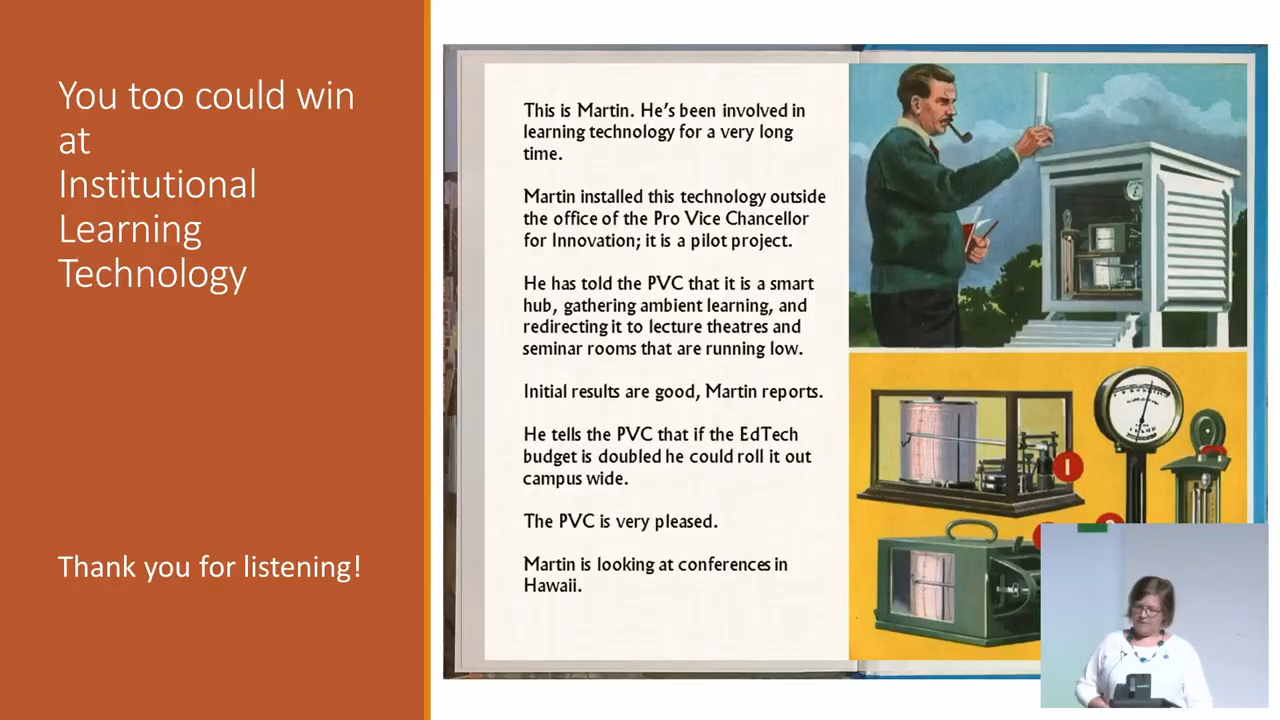 You too could win
at
Institutional
Learning
Technology
Thank you for listening!
This is Martin. He's been involved in
learning technology for a very long
time.
Martin installed this technology outside
the office of the Pro Vice Chancellor
for Innovation; it is a pilot project.
He has told the PVC that it is a smart
hub, gathering ambient learning, and
redirecting it to lecture theatres and
seminar rooms that are running low.
Initial results are good, Martin reports.
He tells the PVC that if the EdTech
budget is doubled he could roll it out
campus wide.
The PVC is very pleased.
Martin is looking at conferences in
Hawaii.
1